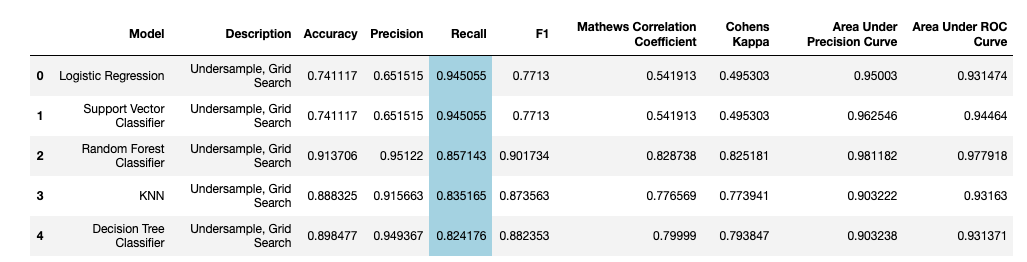 Model Description Accuracy Precision Recall F1 Mathews Correlation Coefficient Cohens Kappa Area Under Precision Curve Area Under ROC Curve
0 Logistic Regression Undersample, Grid Search 0.741117 0.651515 0.945055 0.7713 0.541913 0.495303 0.95003 0.931474
1 Support Vector Classifier Undersample, Grid Search 0.741117 0.651515 0.945055 0.7713 0.541913 0.495303 0.962546 0.94464
2 Random Forest Classifier Undersample, Grid Search 0.913706 0.95122 0.857143 0.901734 0.828738 0.825181 0.981182 0.977918
3 KNN Undersample, Grid Search 0.888325 0.915663 0.835165 0.873563 0.776569 0.773941 0.903222 0.93163
4 Decision Tree Classifier Undersample, Grid Search 0.898477 0.949367 0.824176 0.882353 0.79999 0.793847 0.903238 0.931371